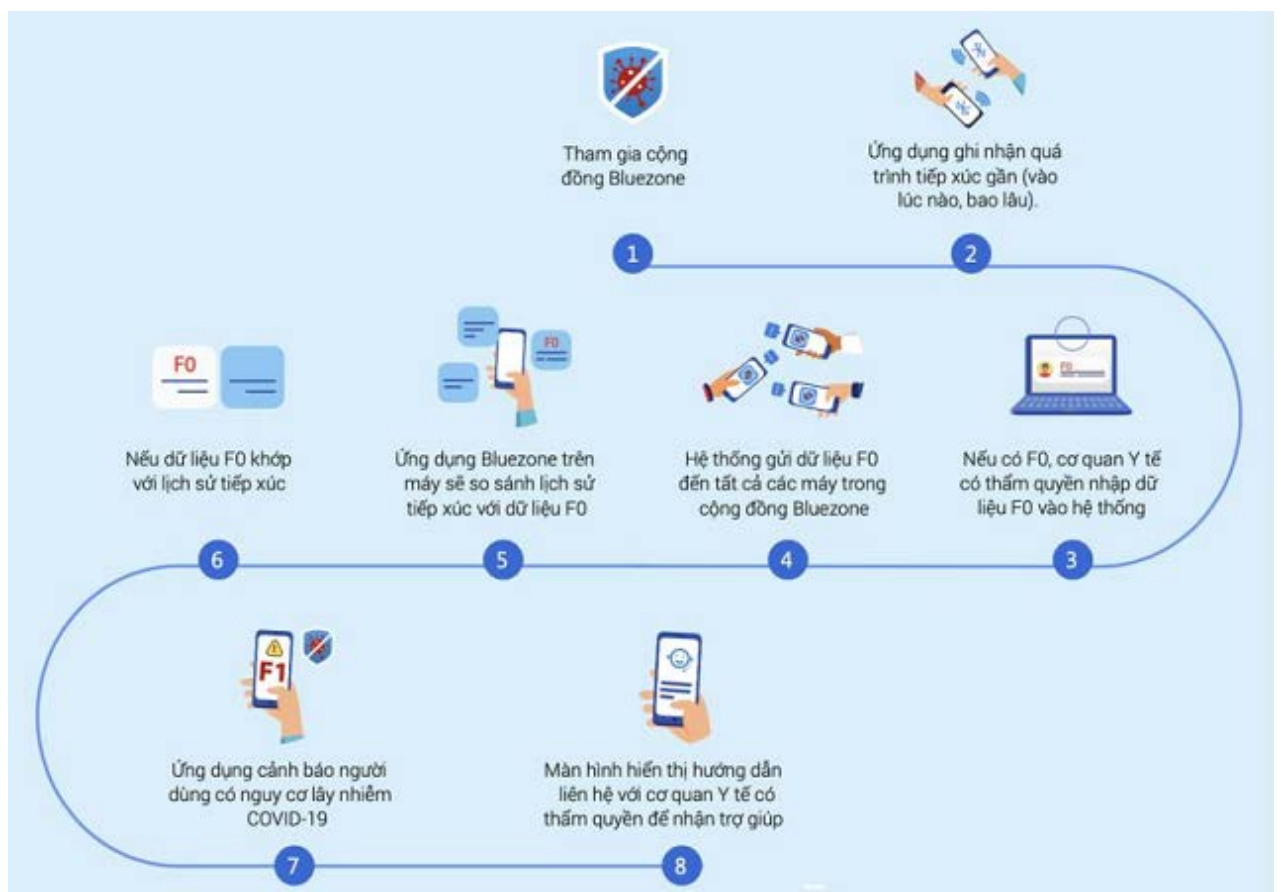 Tham gia cộng
đồng Bluezone
1
Ứng dụng ghi nhận quá
trình tiếp xúc gần (vào
lúc nào, bao lâu).
2
F0
Nếu có F0, cơ quan Y tế
có thẩm quyền nhập dữ
liệu F0 vào hệ thống
3
Hệ thống gửi dữ liệu F0
đến tất cả các máy trong
cộng đồng Bluezone
4
F0
Ứng dụng Bluezone trên
máy sẽ so sánh lịch sử
tiếp xúc với dữ liệu F0
5
F0
Nếu dữ liệu F0 khớp
với lịch sử tiếp xúc
6
F1
Ứng dụng cảnh báo người
dùng có nguy cơ lây nhiễm
COVID-19
7
Màn hình hiển thị hướng dẫn
liên hệ với cơ quan Y tế có
thẩm quyền để nhận trợ giúp
8